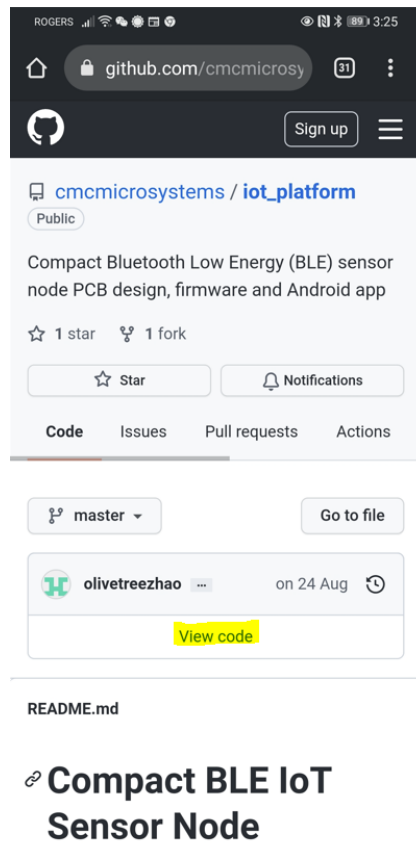 ROGERS 89 3:25
github.com/cmcmicrosy 31
Sign up
cmcmicrosystems / iot_platform
Public
Compact Bluetooth Low Energy (BLE) sensor
node PCB design, firmware and Android app
1 star 1 fork
Star Notifications
Code Issues Pull requests Actions
master Go to file
olivetreezhao ... on 24 Aug
View code
README.md
Compact BLE IoT
Sensor Node